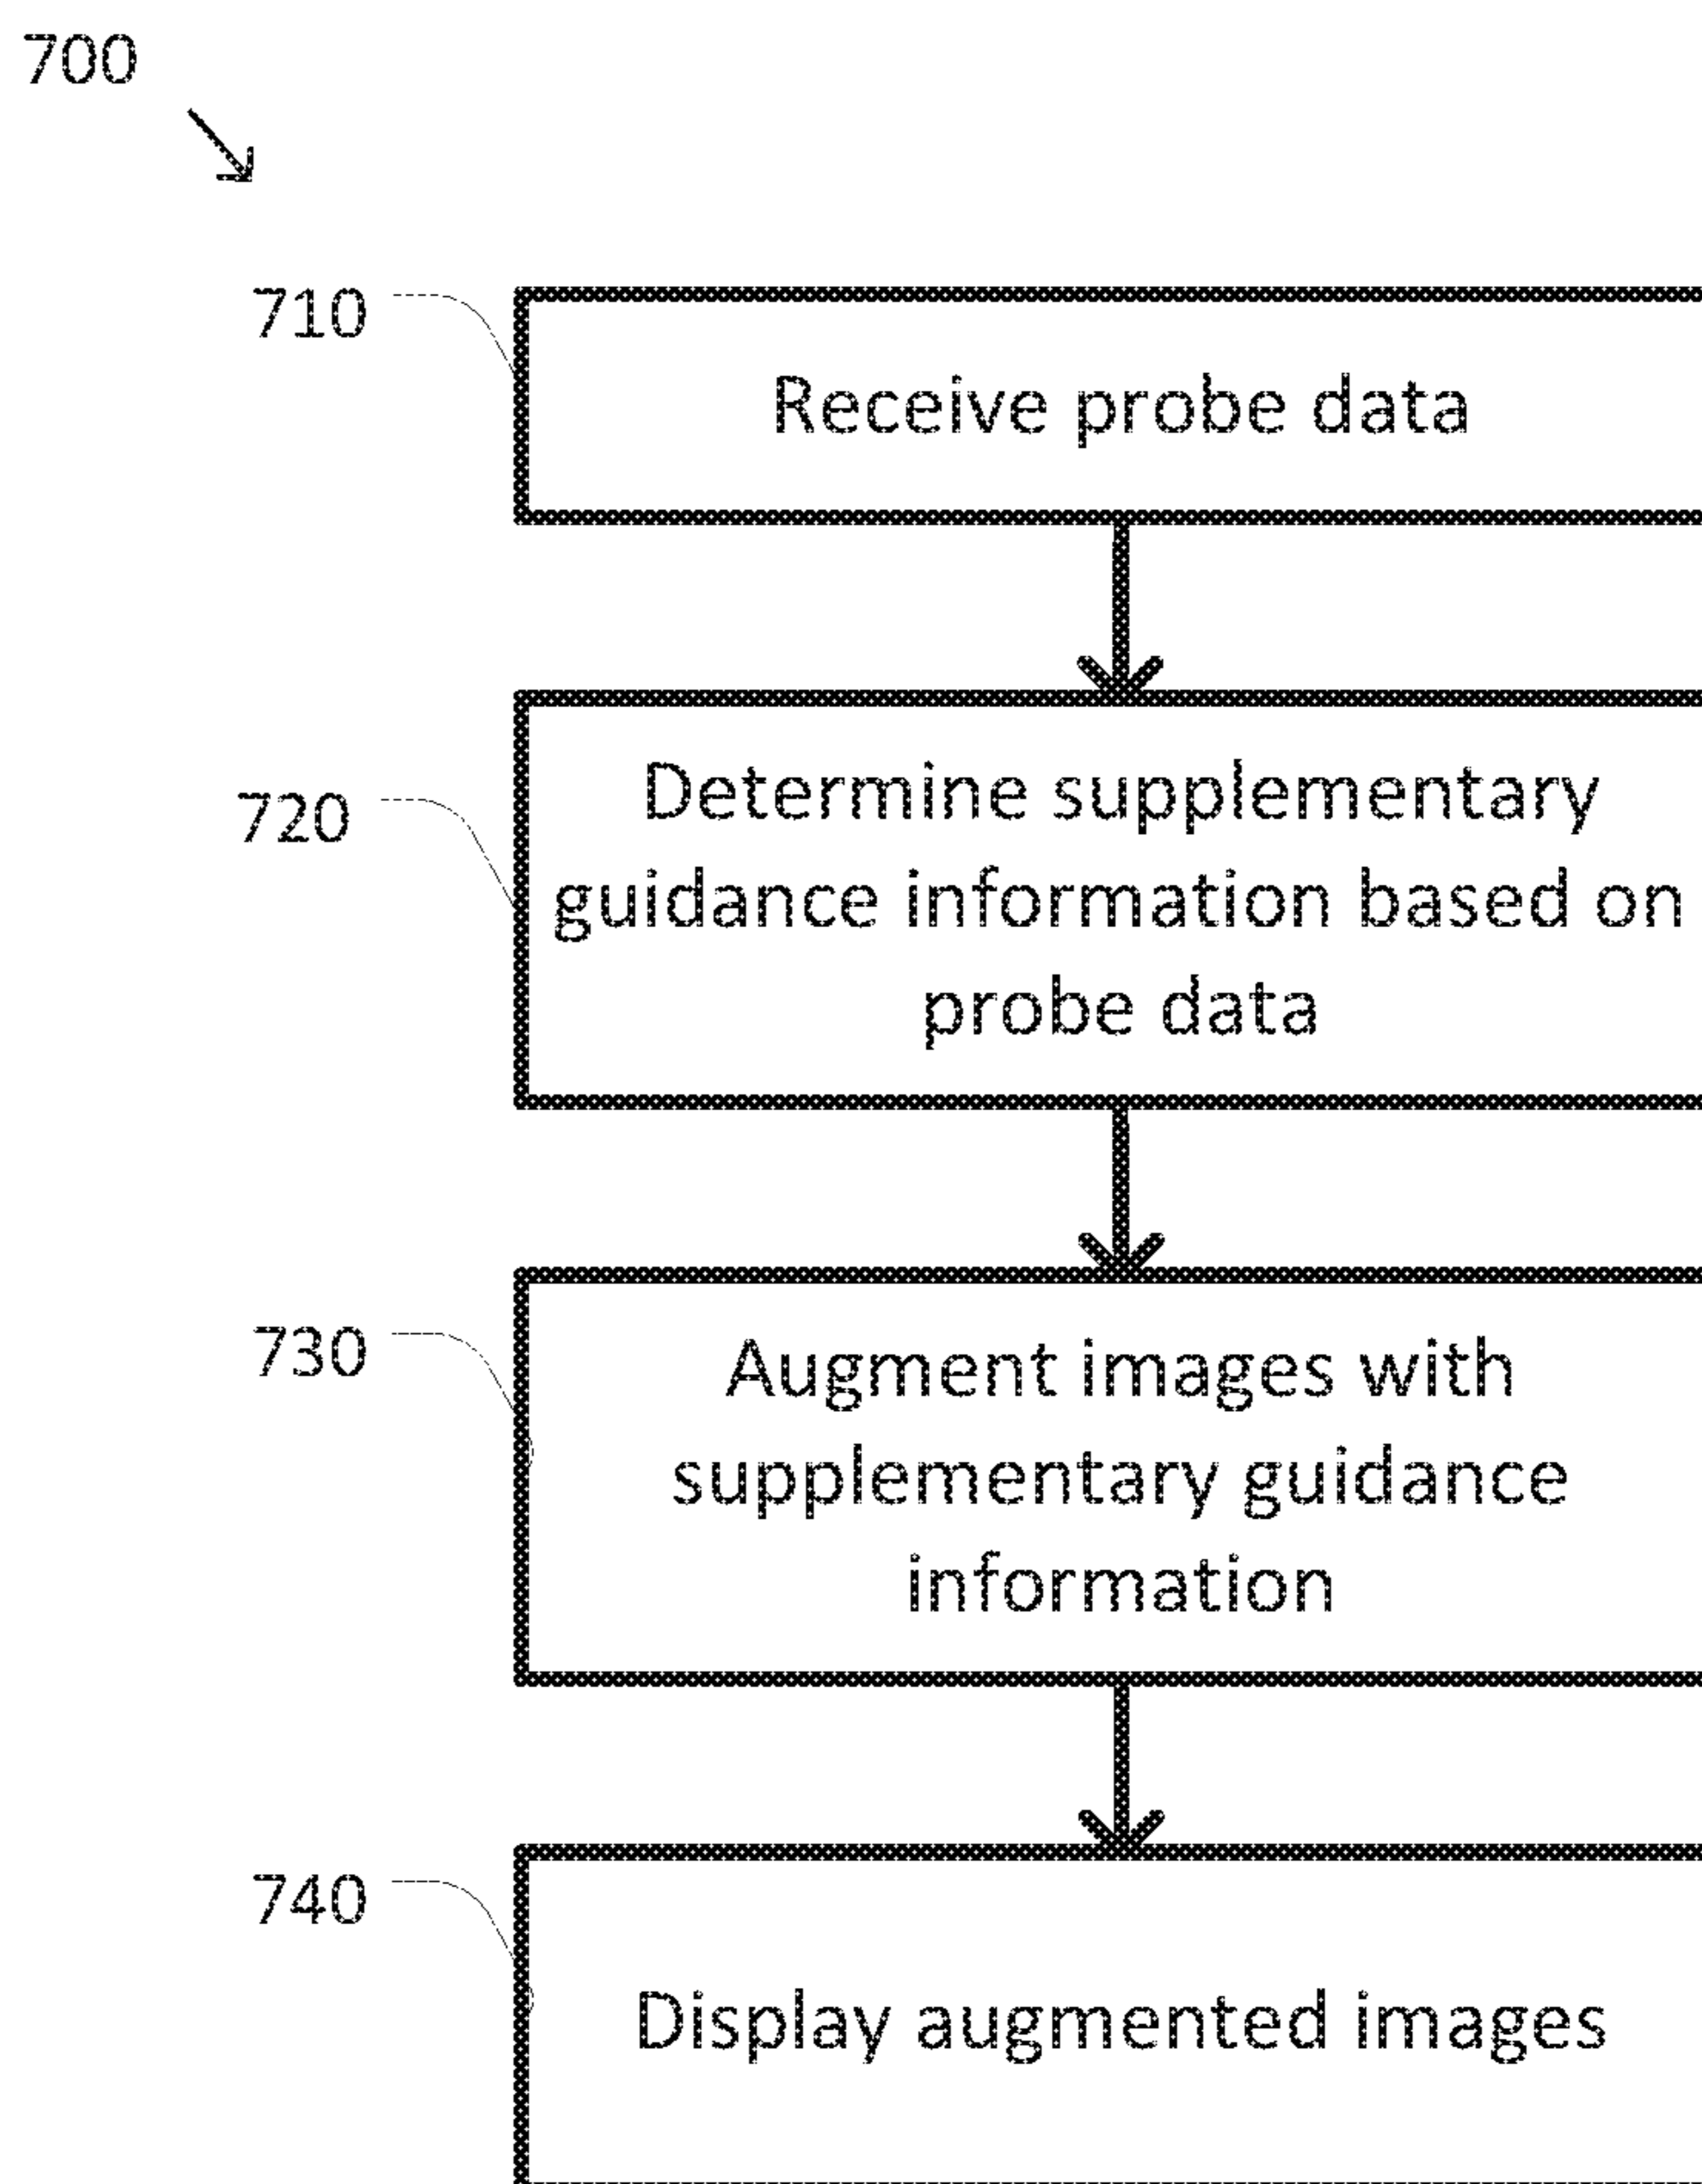 700
710
Receive probe data
720
Determine supplementary
guidance information based on
probe data
730
Augment images with
supplementary guidance
information
740
Display augmented images